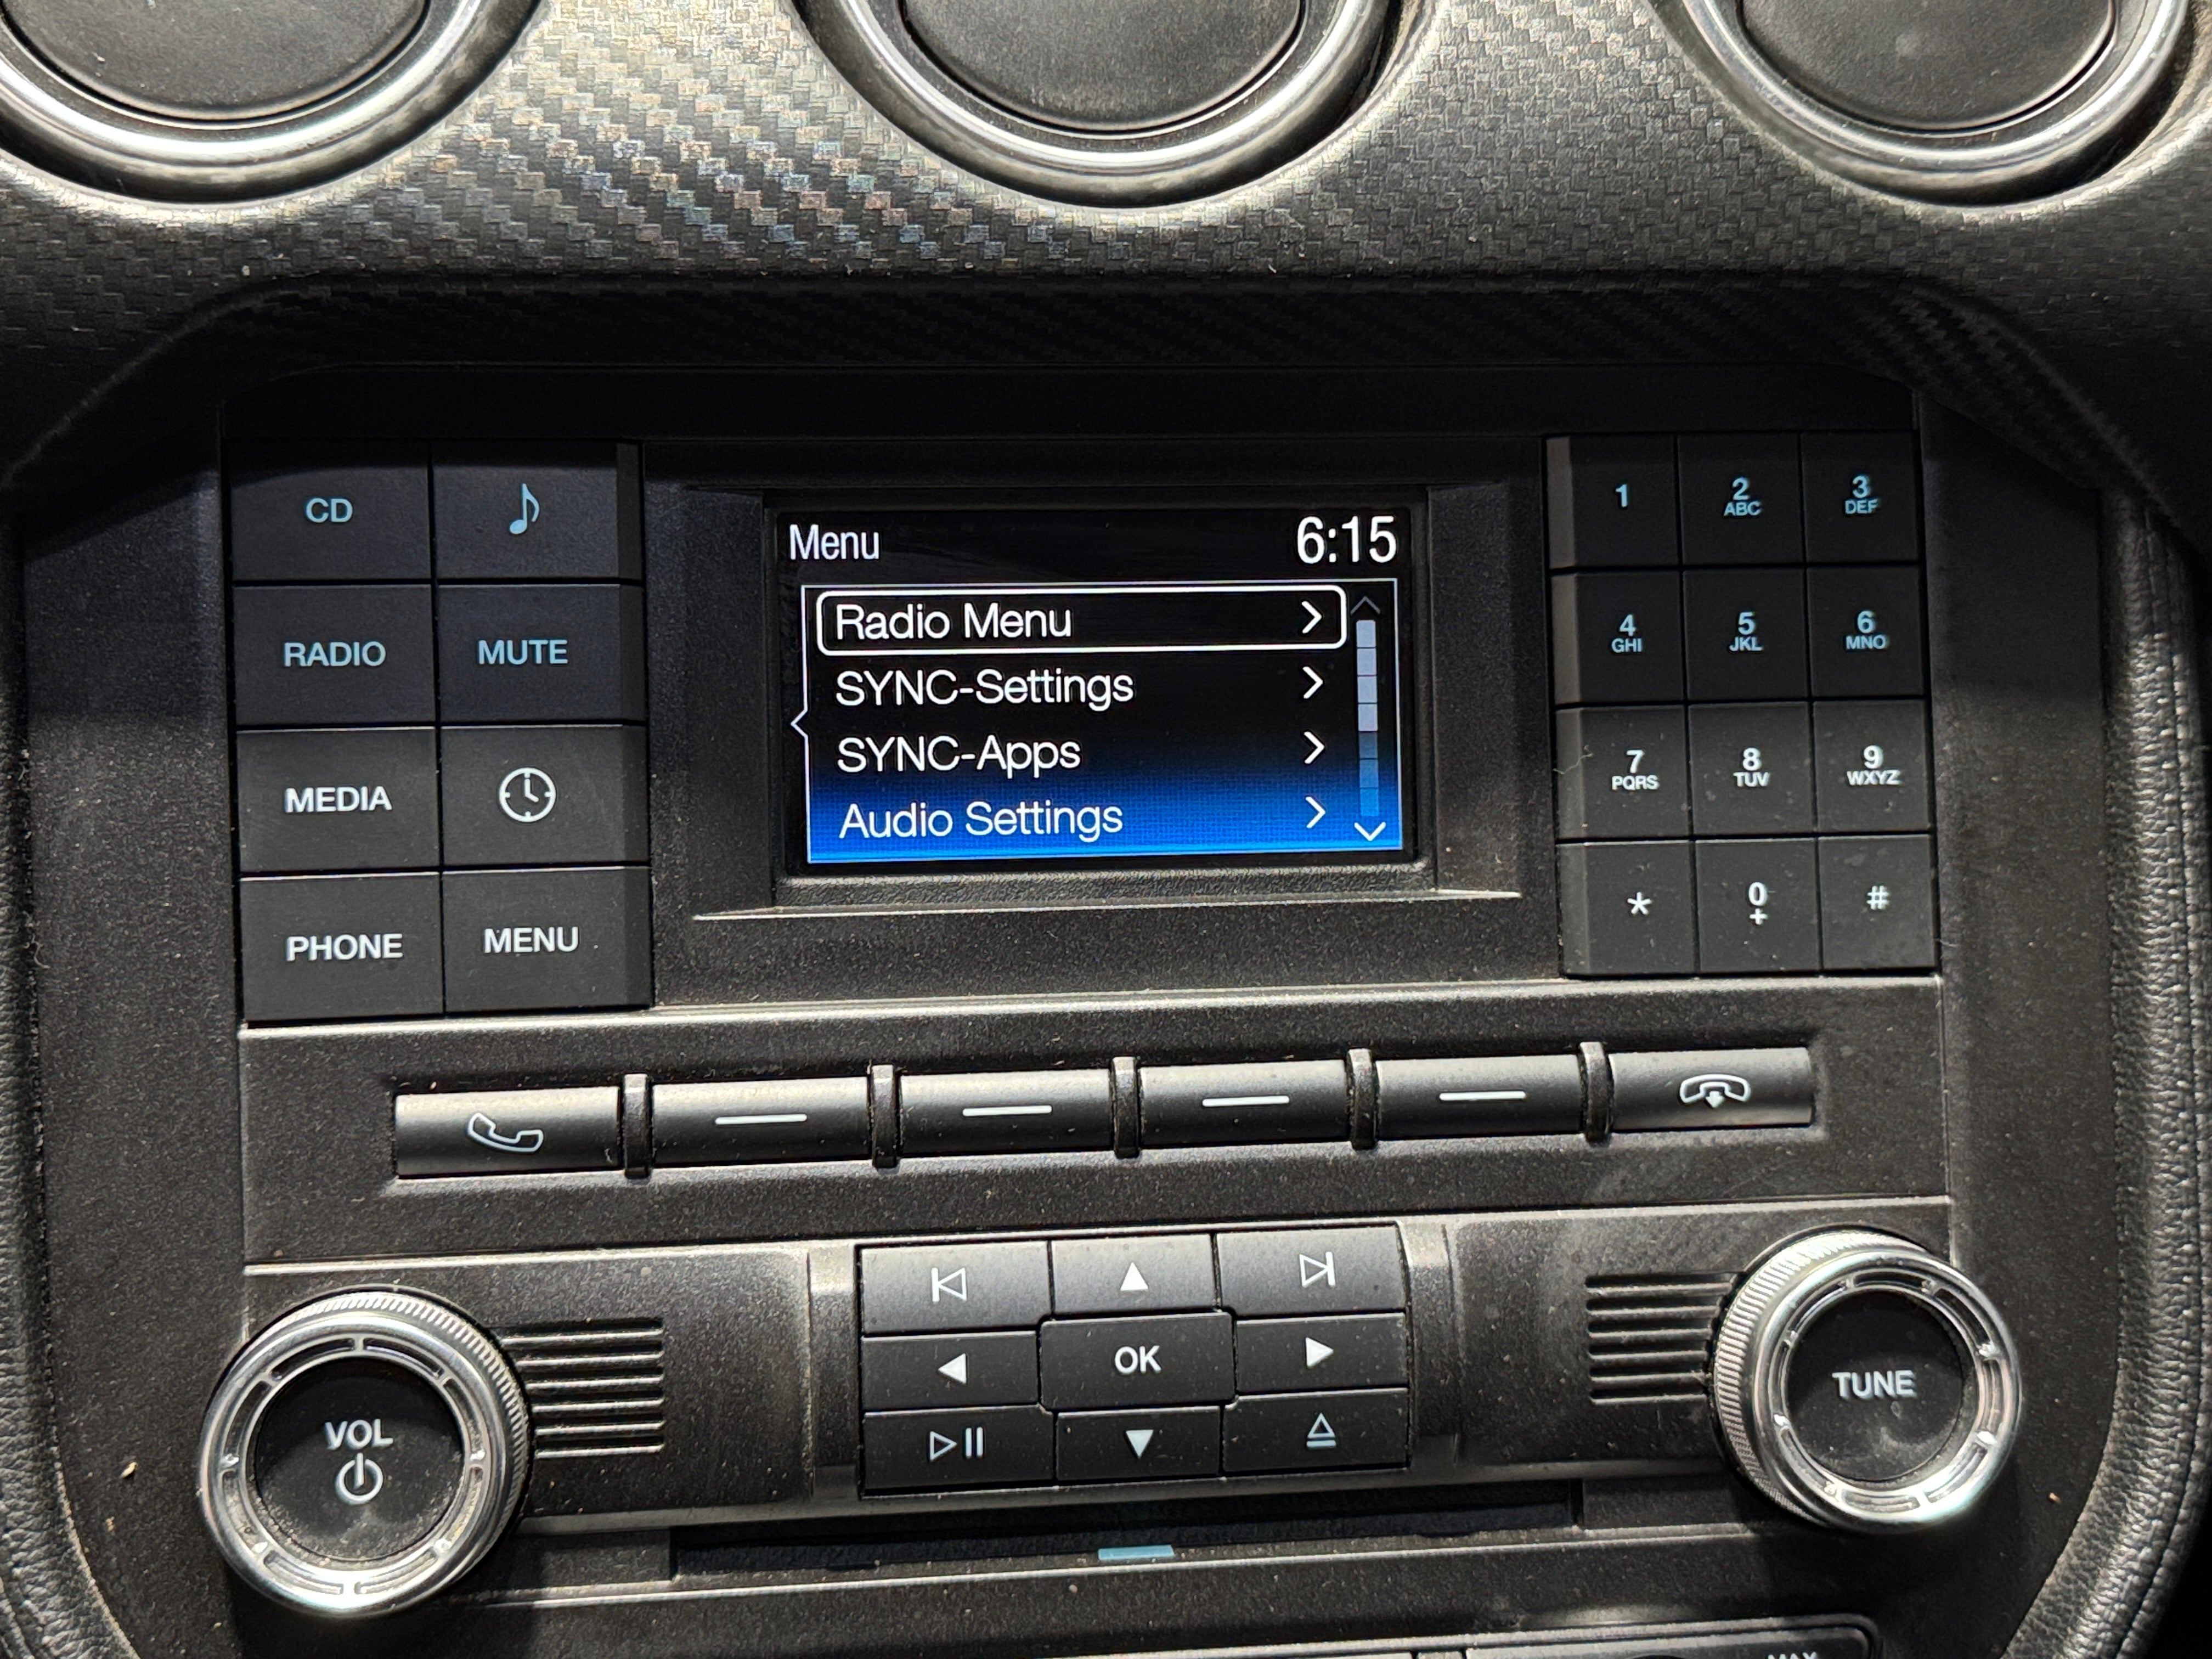 CD
RADIO
MUTE
MEDIA
PHONE
MENU
Menu
6:15
Radio Menu
SYNC-Settings
SYNC-Apps
Audio Settings
1
2
ABC
3
DEF
4
GHI
5
JKL
6
MNO
7
PQRS
8
TUV
9
WXYZ
*
0
+
#
VOL
OK
TUNE
MAX